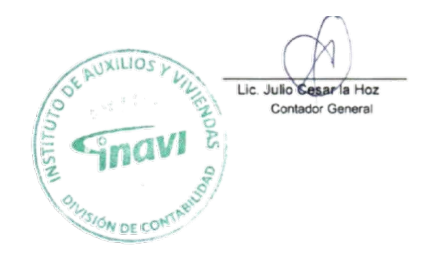 INSTITUTO DE AUXILIOS Y VIVIENDAS
inavi
DIVISIÓN DE CONTABILIDAD
Lic. Julio Cesar la Hoz
Contador General